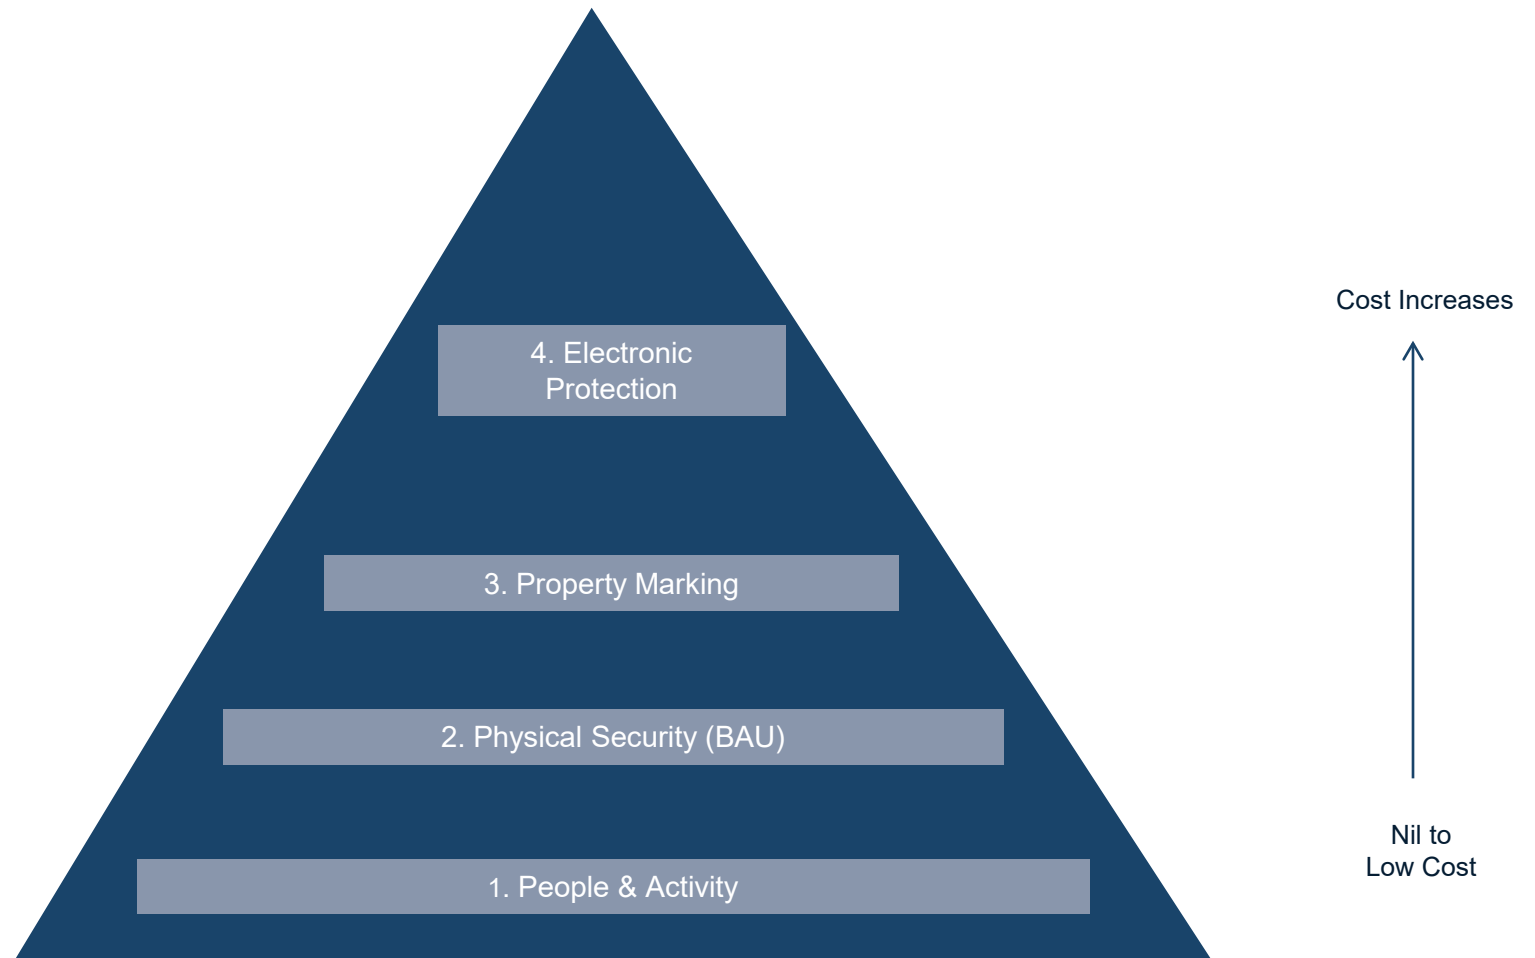 Cost Increases
4. Electronic
Protection
3. Property Marking
2. Physical Security (BAU)
Nil to
Low Cost
1. People & Activity